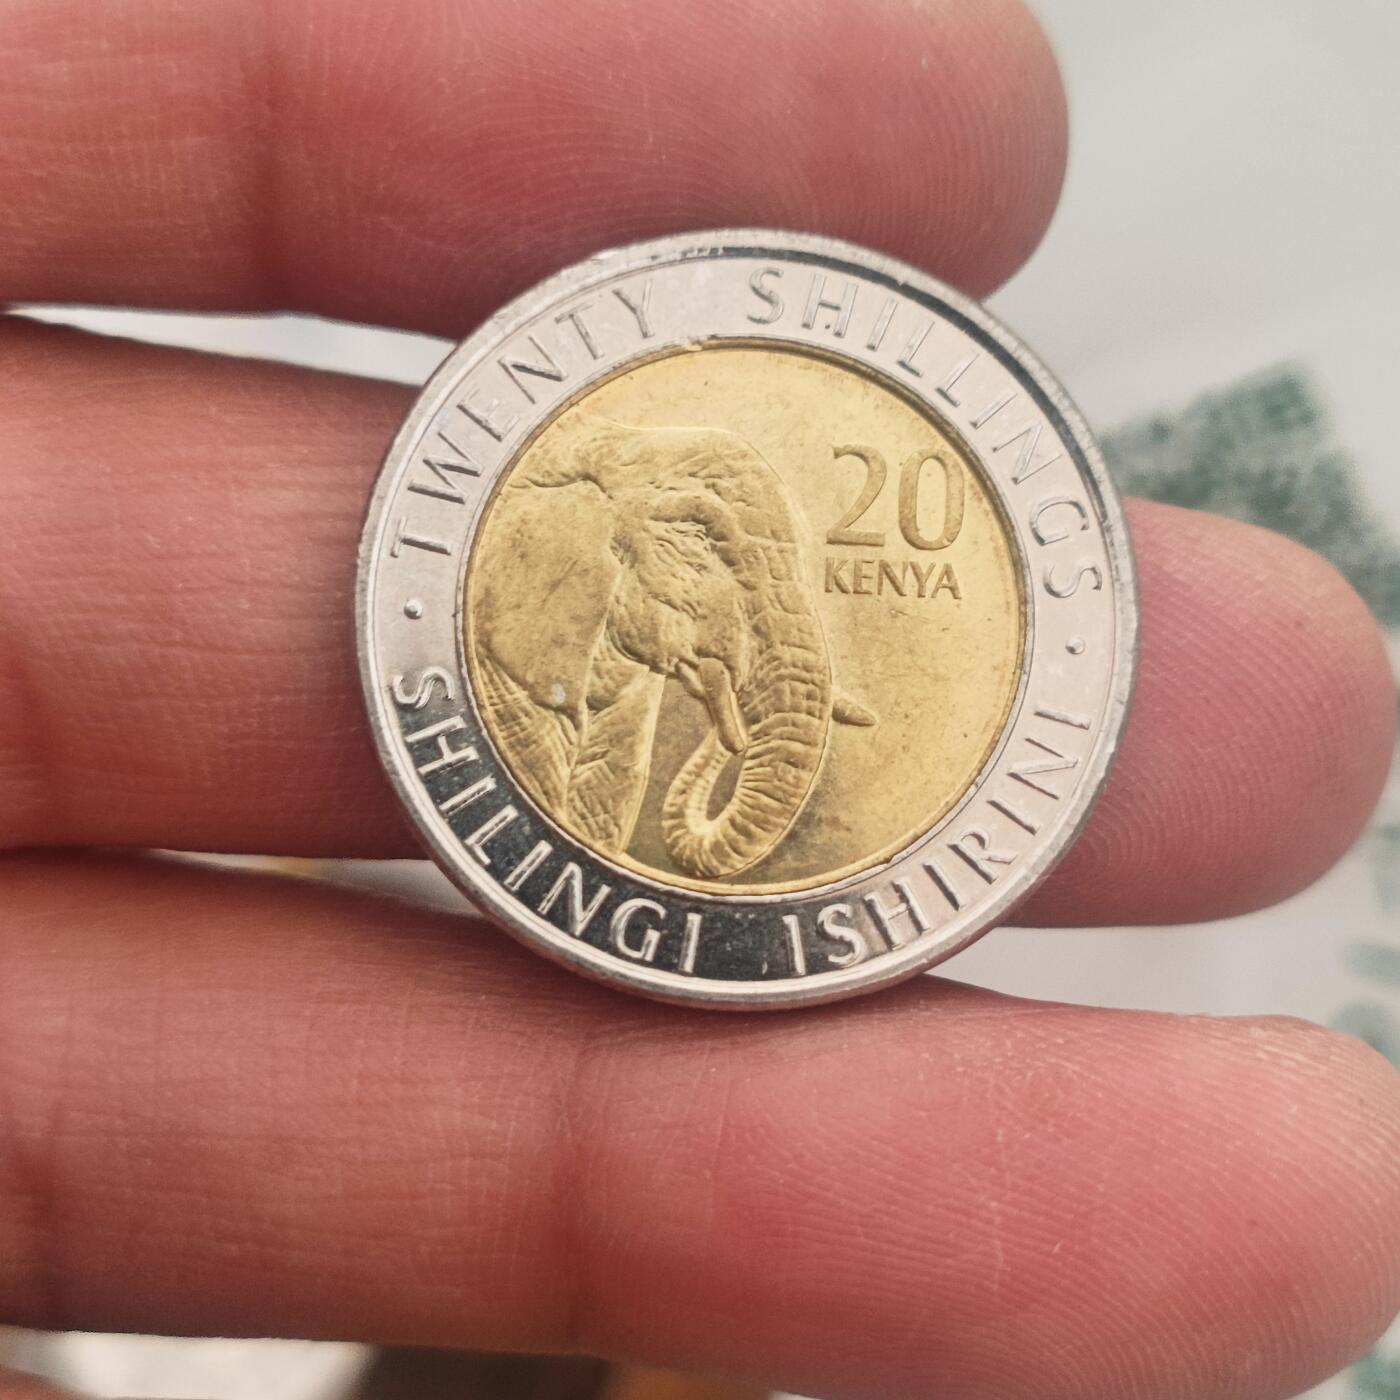 · TWENTY SHILLINGS ·
20
KENYA
SHILINGI ISHIRINI